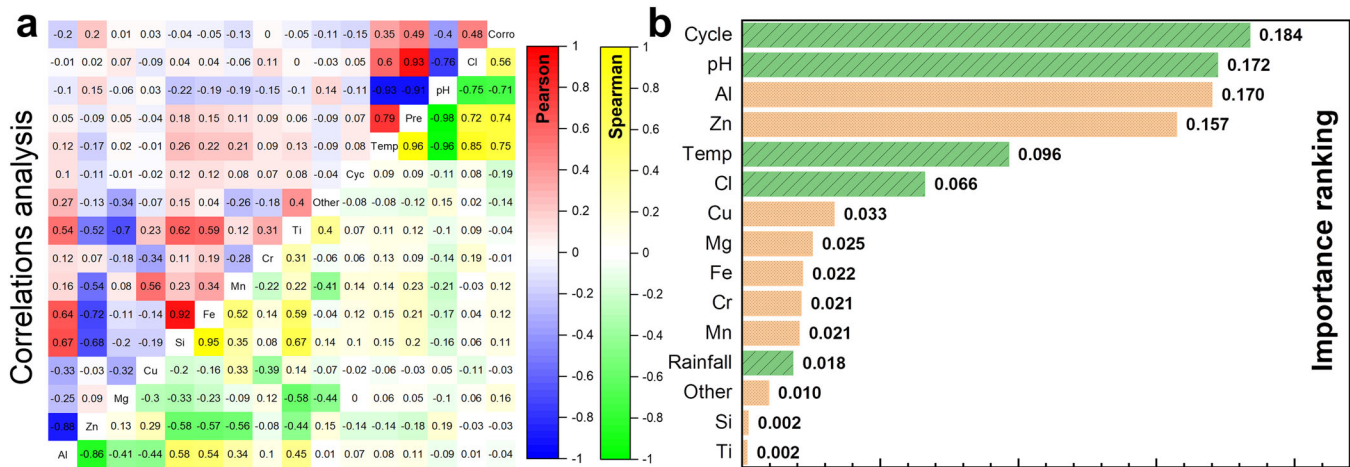 a
Correlations analysis
-0.2 0.2 0.01 0.03 -0.04 -0.05 -0.13 0 -0.05 -0.11 -0.15 0.35 0.49 -0.4 0.48 Corro
-0.01 0.02 0.07 -0.09 0.04 0.04 -0.06 0.11 0 -0.03 0.05 0.6 0.93 -0.76 Cl 0.56
-0.1 0.15 -0.06 0.03 -0.22 -0.19 -0.19 -0.15 -0.1 0.14 -0.11 -0.93 -0.91 pH -0.75 -0.71
0.05 -0.09 0.05 -0.04 0.18 0.15 0.11 0.09 0.06 -0.09 0.07 0.79 Pre -0.98 0.72 0.74
0.12 -0.17 0.02 -0.01 0.26 0.22 0.21 0.09 0.13 -0.09 0.08 Temp 0.96 -0.96 0.85 0.75
0.1 -0.11 -0.01 -0.02 0.12 0.12 0.08 0.07 0.08 -0.04 Cyc 0.09 0.09 -0.11 0.08 -0.19
0.27 -0.13 -0.34 -0.07 0.15 0.04 -0.26 -0.18 0.4 Other -0.08 -0.08 -0.12 0.15 0.02 -0.14
0.54 -0.52 -0.7 0.23 0.62 0.59 0.12 0.31 Ti 0.4 0.07 0.11 0.12 -0.1 0.09 -0.04
0.12 0.07 -0.18 -0.34 0.11 0.19 -0.28 Cr 0.31 -0.06 0.06 0.13 0.09 -0.14 0.19 -0.01
0.16 -0.54 0.08 0.56 0.23 0.34 Mn -0.22 0.22 -0.41 0.14 0.14 0.23 -0.21 -0.03 0.12
0.64 -0.72 -0.11 -0.14 0.92 Fe 0.52 0.14 0.59 -0.04 0.12 0.15 0.21 -0.17 0.04 0.12
0.67 -0.68 -0.2 -0.19 Si 0.95 0.35 0.08 0.67 0.14 0.1 0.15 0.2 -0.16 0.06 0.11
-0.33 -0.03 -0.32 Cu -0.2 -0.16 0.33 -0.39 0.14 -0.07 -0.02 -0.06 -0.03 0.05 -0.11 -0.03
-0.25 0.09 Mg -0.3 -0.33 -0.23 -0.09 0.12 -0.58 -0.44 0 0.06 0.05 -0.1 0.06 0.16
-0.88 Zn 0.13 0.29 -0.58 -0.57 -0.56 -0.08 -0.44 0.15 -0.14 -0.14 -0.18 0.19 -0.03 -0.03
Al -0.86 -0.41 -0.44 0.58 0.54 0.34 0.1 0.45 0.01 0.07 0.08 0.11 -0.09 0.01 -0.04
Pearson
1
0.8
0.6
0.4
0.2
0
-0.2
-0.4
-0.6
-0.8
-1
Spearman
1
0.8
0.6
0.4
0.2
0
-0.2
-0.4
-0.6
-0.8
-1
b
Cycle 0.184
pH 0.172
Al 0.170
Zn 0.157
Temp 0.096
Cl 0.066
Cu 0.033
Mg 0.025
Fe 0.022
Cr 0.021
Mn 0.021
Rainfall 0.018
Other 0.010
Si 0.002
Ti 0.002
Importance ranking